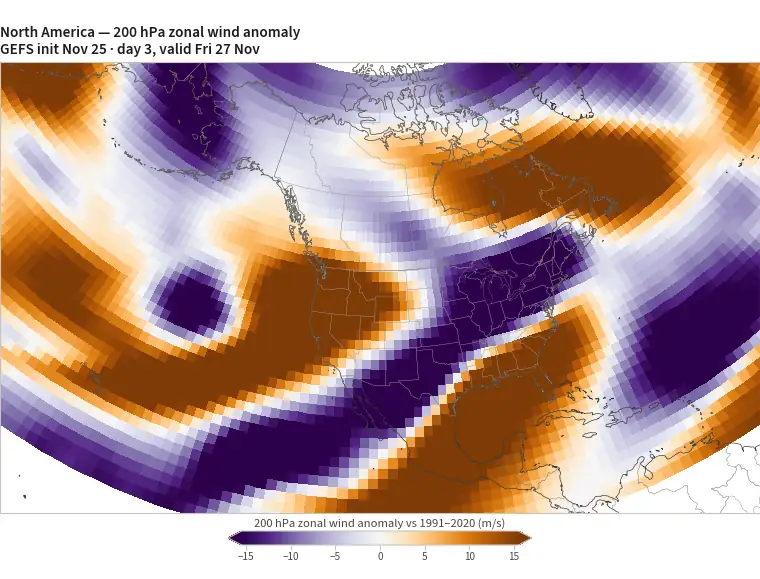 North America — 200 hPa zonal wind anomaly
GEFS init Nov 25 · day 3, valid Fri 27 Nov
200 hPa zonal wind anomaly vs 1991–2020 (m/s)
−15 −10 −5 0 5 10 15